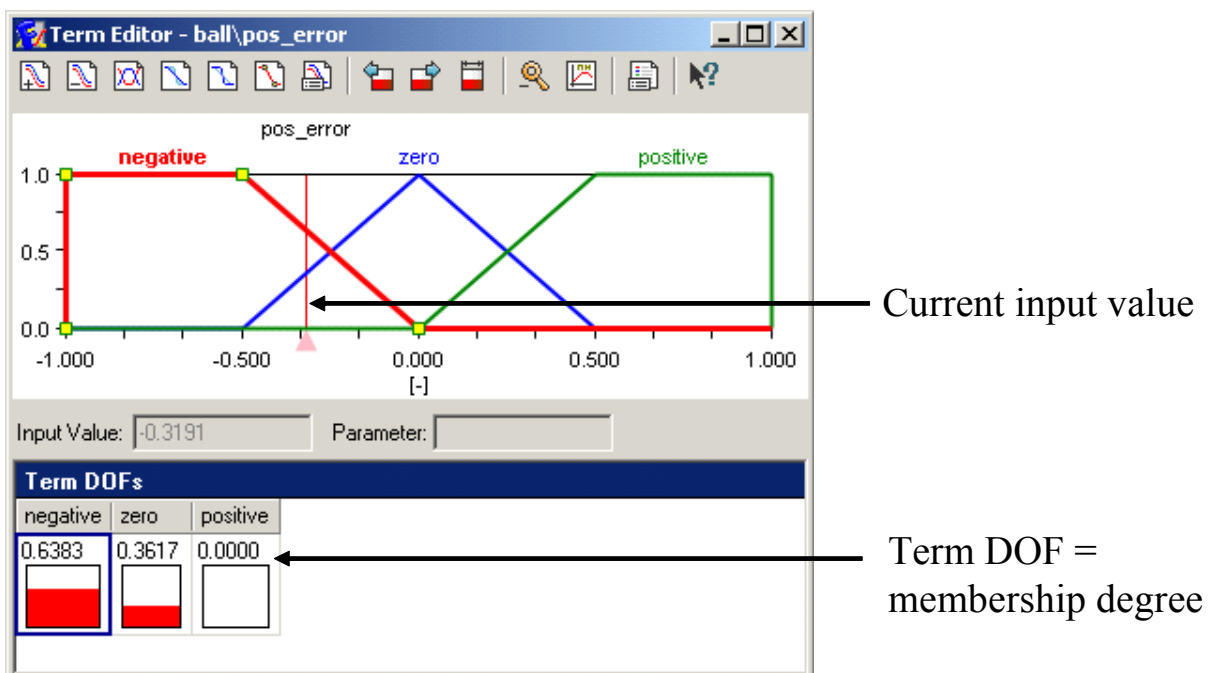 Term Editor - ball\pos_error
pos_error
negative zero positive
1.0
0.5
0.0
-1.000 -0.500 0.000 0.500 1.000
[-]
Current input value
Input Value: -0.3191 Parameter:
Term DOFs
negative zero positive
0.6383 0.3617 0.0000
Term DOF =
membership degree